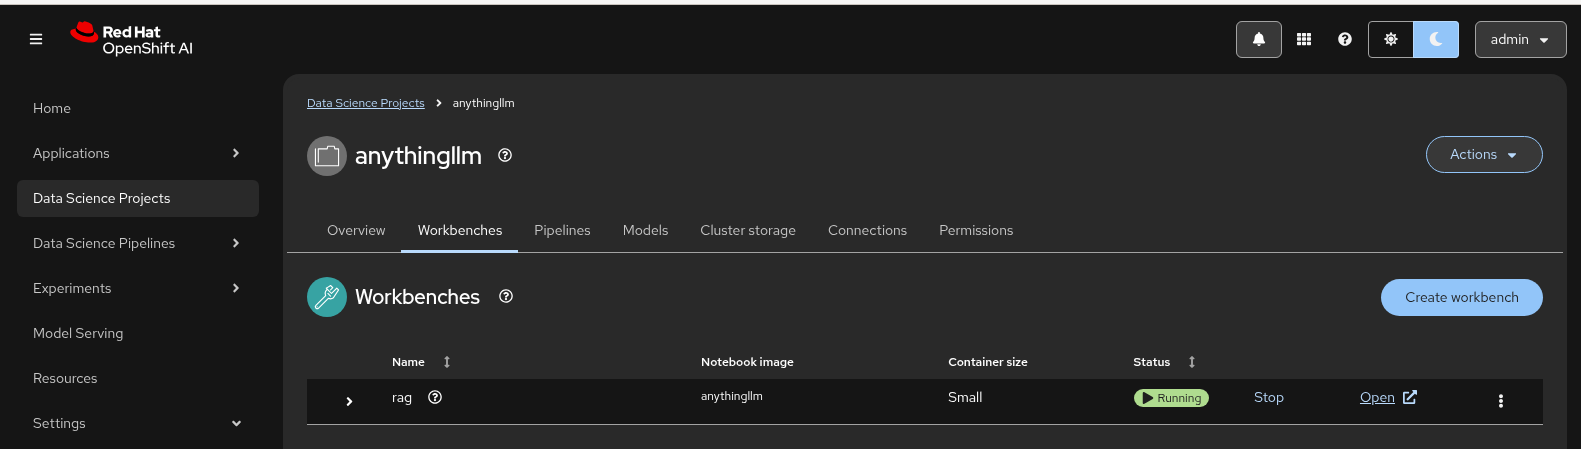 Red Hat
OpenShift AI
admin
Home
Applications
Data Science Projects
Data Science Pipelines
Experiments
Model Serving
Resources
Settings
Data Science Projects > anythingllm
anythingllm
Actions
Overview Workbenches Pipelines Models Cluster storage Connections Permissions
Workbenches
Create workbench
Name Notebook image Container size Status
rag anythingllm Small Running Stop Open